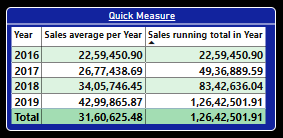 Quick Measure
Year Sales average per Year Sales running total in Year
2016 22,59,450.90 22,59,450.90
2017 26,77,438.69 49,36,889.59
2018 34,05,746.45 83,42,636.04
2019 42,99,865.87 1,26,42,501.91
Total 31,60,625.48 1,26,42,501.91